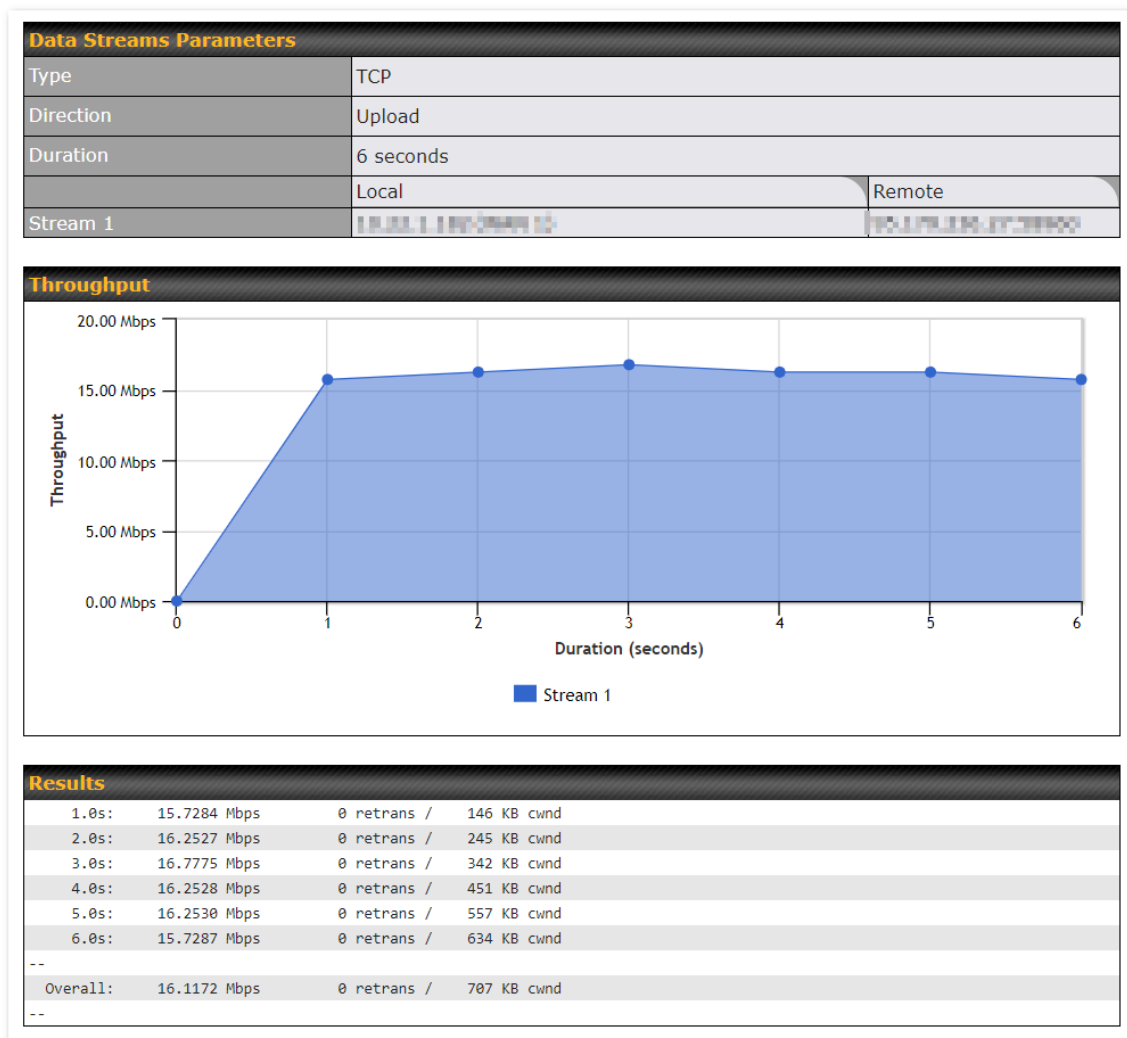 Data Streams Parameters
Type TCP
Direction Upload
Duration 6 seconds
Local Remote
Stream 1
Throughput
20.00 Mbps
15.00 Mbps
10.00 Mbps
5.00 Mbps
0.00 Mbps
Throughput
0 1 2 3 4 5 6
Duration (seconds)
Stream 1
Results
1.0s: 15.7284 Mbps 0 retrans / 146 KB cwnd
2.0s: 16.2527 Mbps 0 retrans / 245 KB cwnd
3.0s: 16.7775 Mbps 0 retrans / 342 KB cwnd
4.0s: 16.2528 Mbps 0 retrans / 451 KB cwnd
5.0s: 16.2530 Mbps 0 retrans / 557 KB cwnd
6.0s: 15.7287 Mbps 0 retrans / 634 KB cwnd
--
Overall: 16.1172 Mbps 0 retrans / 707 KB cwnd
--